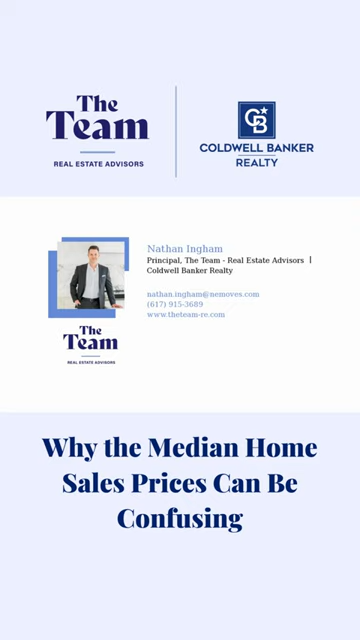 The
Team
REAL ESTATE ADVISORS
CB
COLDWELL BANKER
REALTY
Nathan Ingham
Principal, The Team - Real Estate Advisors |
Coldwell Banker Realty
nathan.ingham@nemoves.com
(617) 915-3689
www.theteam-re.com
The
Team
REAL ESTATE ADVISORS
Why the Median Home
Sales Prices Can Be
Confusing